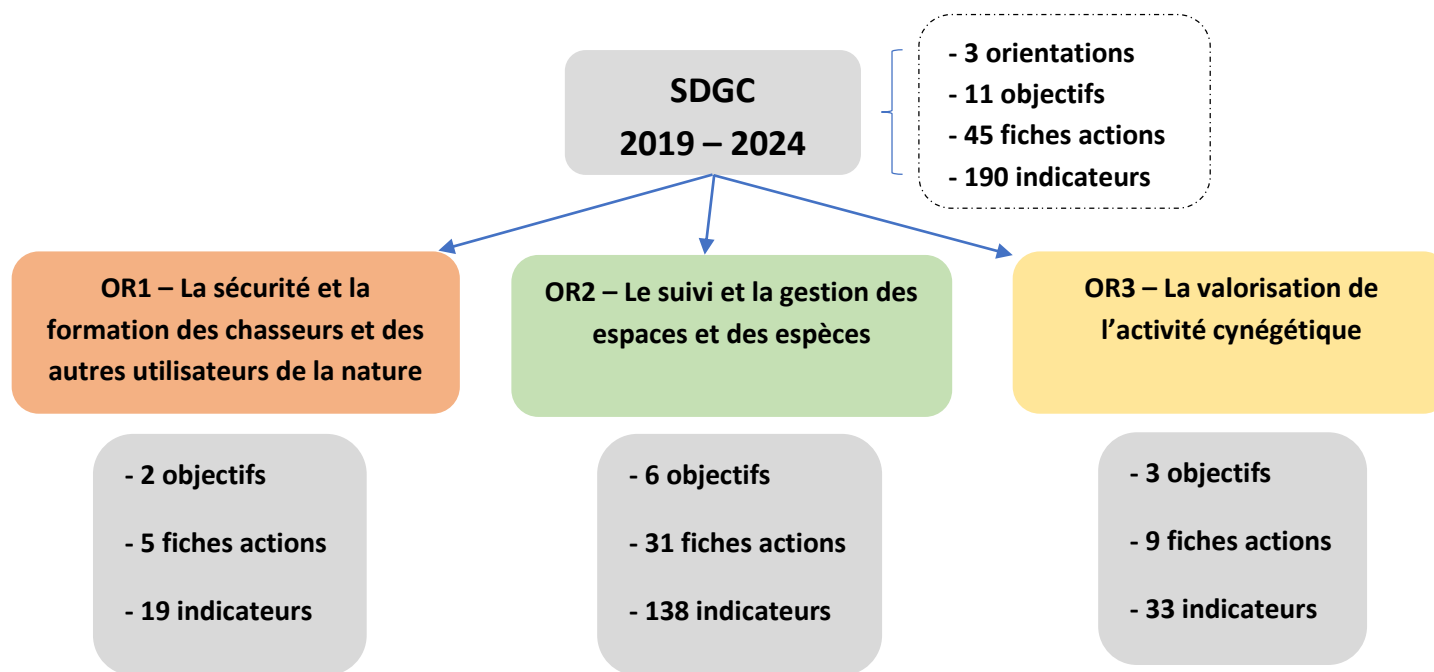 SDGC
2019 – 2024
- 3 orientations
- 11 objectifs
- 45 fiches actions
- 190 indicateurs
OR1 – La sécurité et la
formation des chasseurs et des
autres utilisateurs de la nature
OR2 – Le suivi et la gestion des
espaces et des espèces
OR3 – La valorisation de
l’activité cynégétique
- 2 objectifs
- 5 fiches actions
- 19 indicateurs
- 6 objectifs
- 31 fiches actions
- 138 indicateurs
- 3 objectifs
- 9 fiches actions
- 33 indicateurs